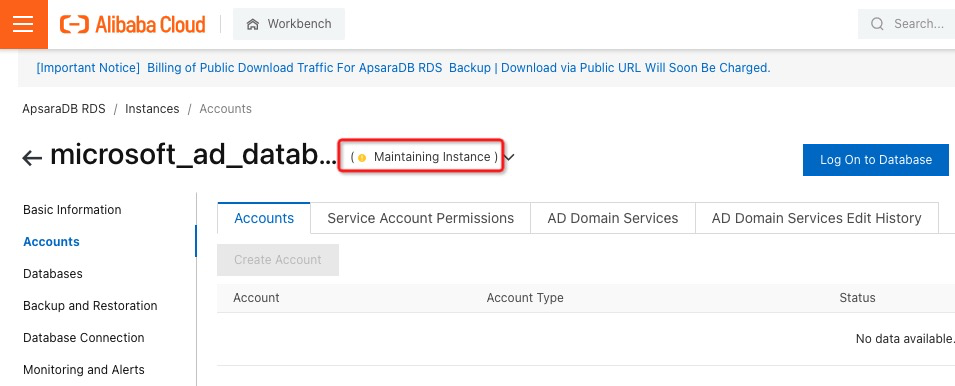 Alibaba Cloud
Workbench
Search...
[Important Notice] Billing of Public Download Traffic For ApsaraDB RDS Backup | Download via Public URL Will Soon Be Charged.
ApsaraDB RDS / Instances / Accounts
microsoft_ad_datab... ( Maintaining Instance )
Log On to Database
Basic Information
Accounts
Databases
Backup and Restoration
Database Connection
Monitoring and Alerts
Accounts Service Account Permissions AD Domain Services AD Domain Services Edit History
Create Account
Account Account Type Status
No data available.